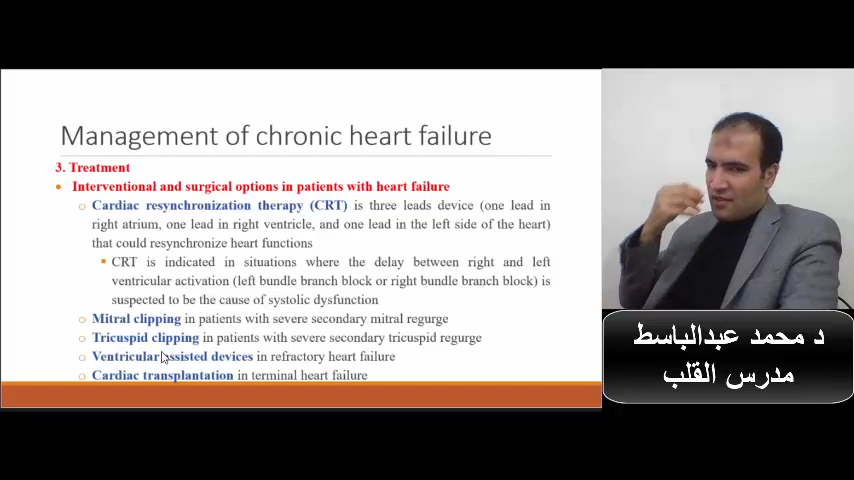 Management of chronic heart failure
3. Treatment
• Interventional and surgical options in patients with heart failure
o Cardiac resynchronization therapy (CRT) is three leads device (one lead in
right atrium, one lead in right ventricle, and one lead in the left side of the heart)
that could resynchronize heart functions
▪ CRT is indicated in situations where the delay between right and left
ventricular activation (left bundle branch block or right bundle branch block) is
suspected to be the cause of systolic dysfunction
o Mitral clipping in patients with severe secondary mitral regurge
o Tricuspid clipping in patients with severe secondary tricuspid regurge
o Ventricular assisted devices in refractory heart failure
o Cardiac transplantation in terminal heart failure
د محمد عبدالباسط
مدرس القلب